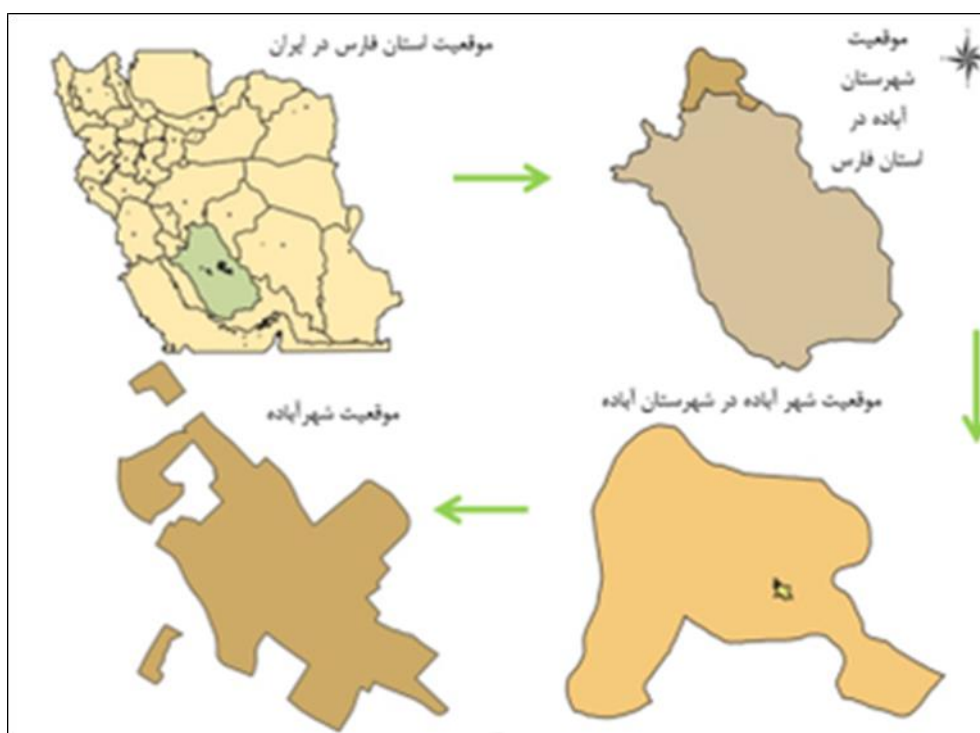 موقعیت استان فارس در ایران
موقعیت
شهرستان
آباده در
استان فارس
موقعیت شهر آباده در شهرستان آباده
موقعیت شهرآباده